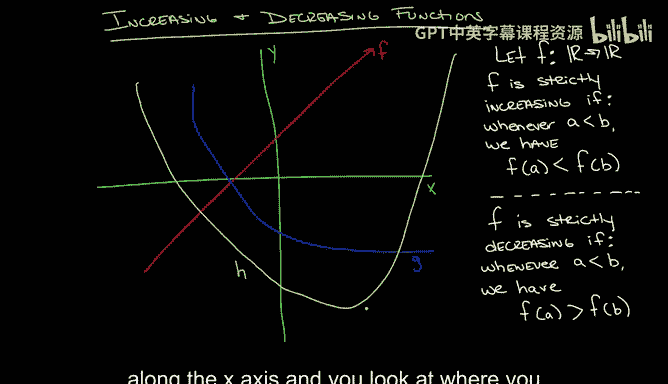 INCREASING & DECREASING FUNCTIONS
GPT中英字幕课程资源 bilibili
y
f
x
h
g
LET f: ℝ→ℝ
f is strictly
INCREASING if:
whenever a<b,
we HAVE
f(a) < f(b)
f is strictly
DECREASING if:
whenever a<b,
we have
f(a) > f(b)
along the x axis and you look at where you